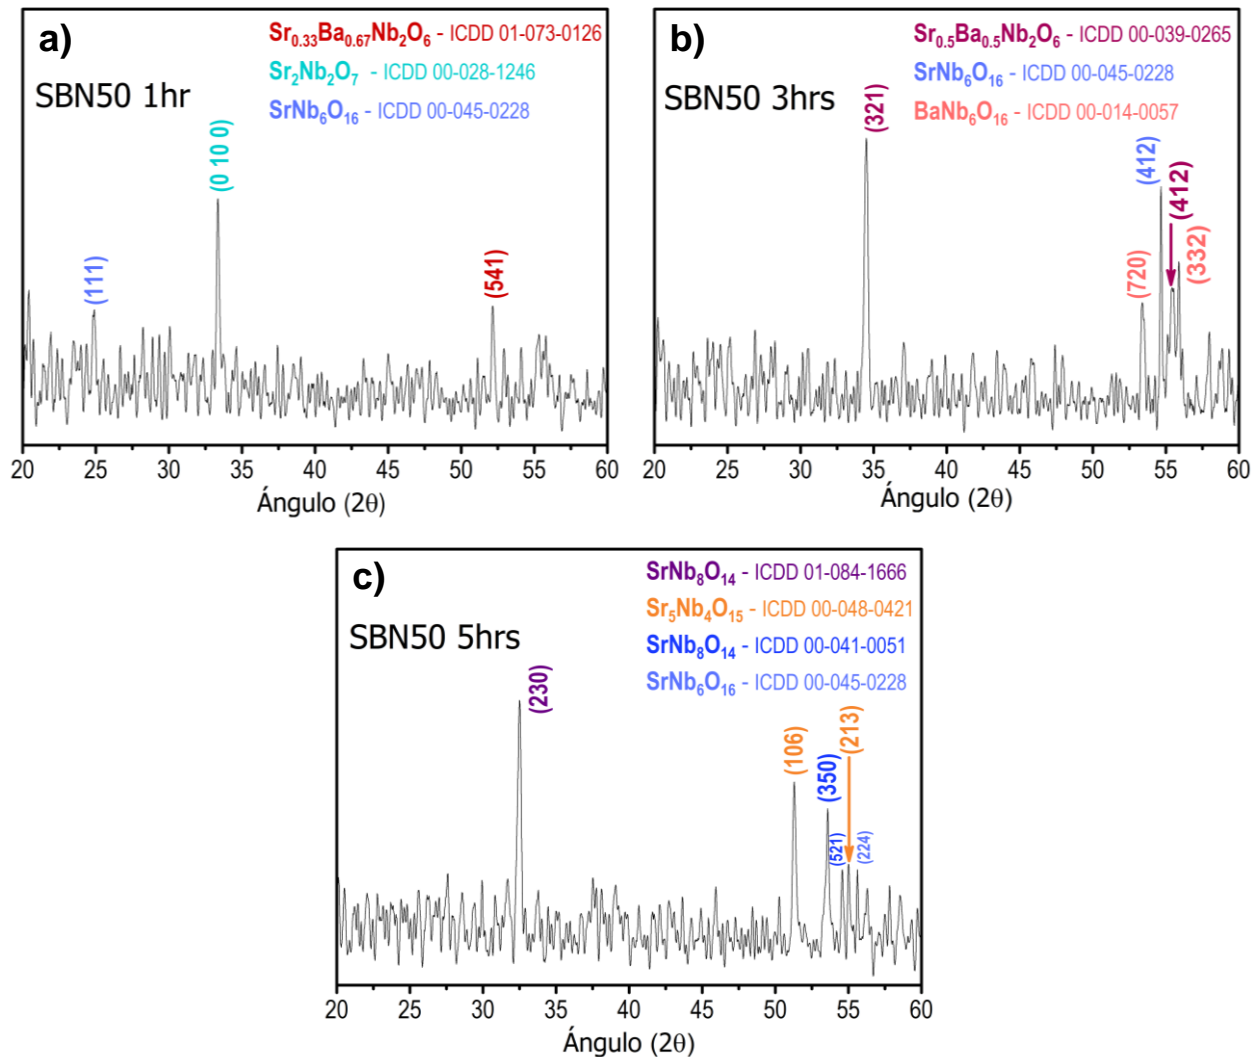 a)
Sr0.33Ba0.67Nb2O6 - ICDD 01-073-0126
Sr2Nb2O7 - ICDD 00-028-1246
SrNb6O16 - ICDD 00-045-0228
SBN50 1hr
(111)
(0 10 0)
(541)
20 25 30 35 40 45 50 55 60
Ángulo (2θ)
b)
Sr0.5Ba0.5Nb2O6 - ICDD 00-039-0265
SrNb6O16 - ICDD 00-045-0228
BaNb6O16 - ICDD 00-014-0057
SBN50 3hrs
(321)
(720)
(412)
(412)
(332)
20 25 30 35 40 45 50 55 60
Ángulo (2θ)
c)
SrNb8O14 - ICDD 01-084-1666
Sr5Nb4O15 - ICDD 00-048-0421
SrNb8O14 - ICDD 00-041-0051
SrNb6O16 - ICDD 00-045-0228
SBN50 5hrs
(230)
(106)
(350)
(521)
(213)
(224)
20 25 30 35 40 45 50 55 60
Ángulo (2θ)